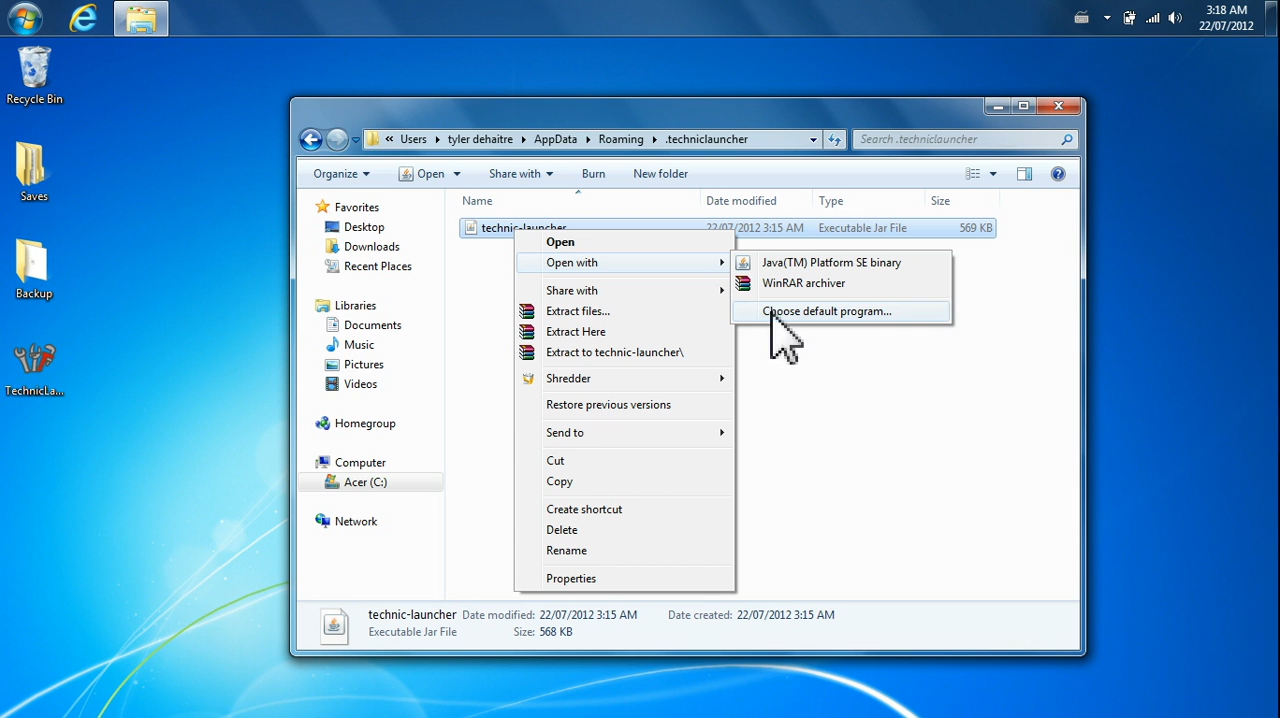 3:18 AM
22/07/2012
Recycle Bin
Saves
Backup
TechnicLa...
« Users tyler dehaitre AppData Roaming .techniclauncher
Search .techniclauncher
Organize Open Share with Burn New folder
Favorites
Desktop
Downloads
Recent Places
Libraries
Documents
Music
Pictures
Videos
Homegroup
Computer
Acer (C:)
Network
Name Date modified Type Size
technic-launcher 22/07/2012 3:15 AM Executable Jar File 569 KB
Open
Open with
Share with
Extract files...
Extract Here
Extract to technic-launcher\
Shredder
Restore previous versions
Send to
Cut
Copy
Create shortcut
Delete
Rename
Properties
Java(TM) Platform SE binary
WinRAR archiver
Choose default program...
technic-launcher Date modified: 22/07/2012 3:15 AM Date created: 22/07/2012 3:15 AM
Executable Jar File Size: 568 KB